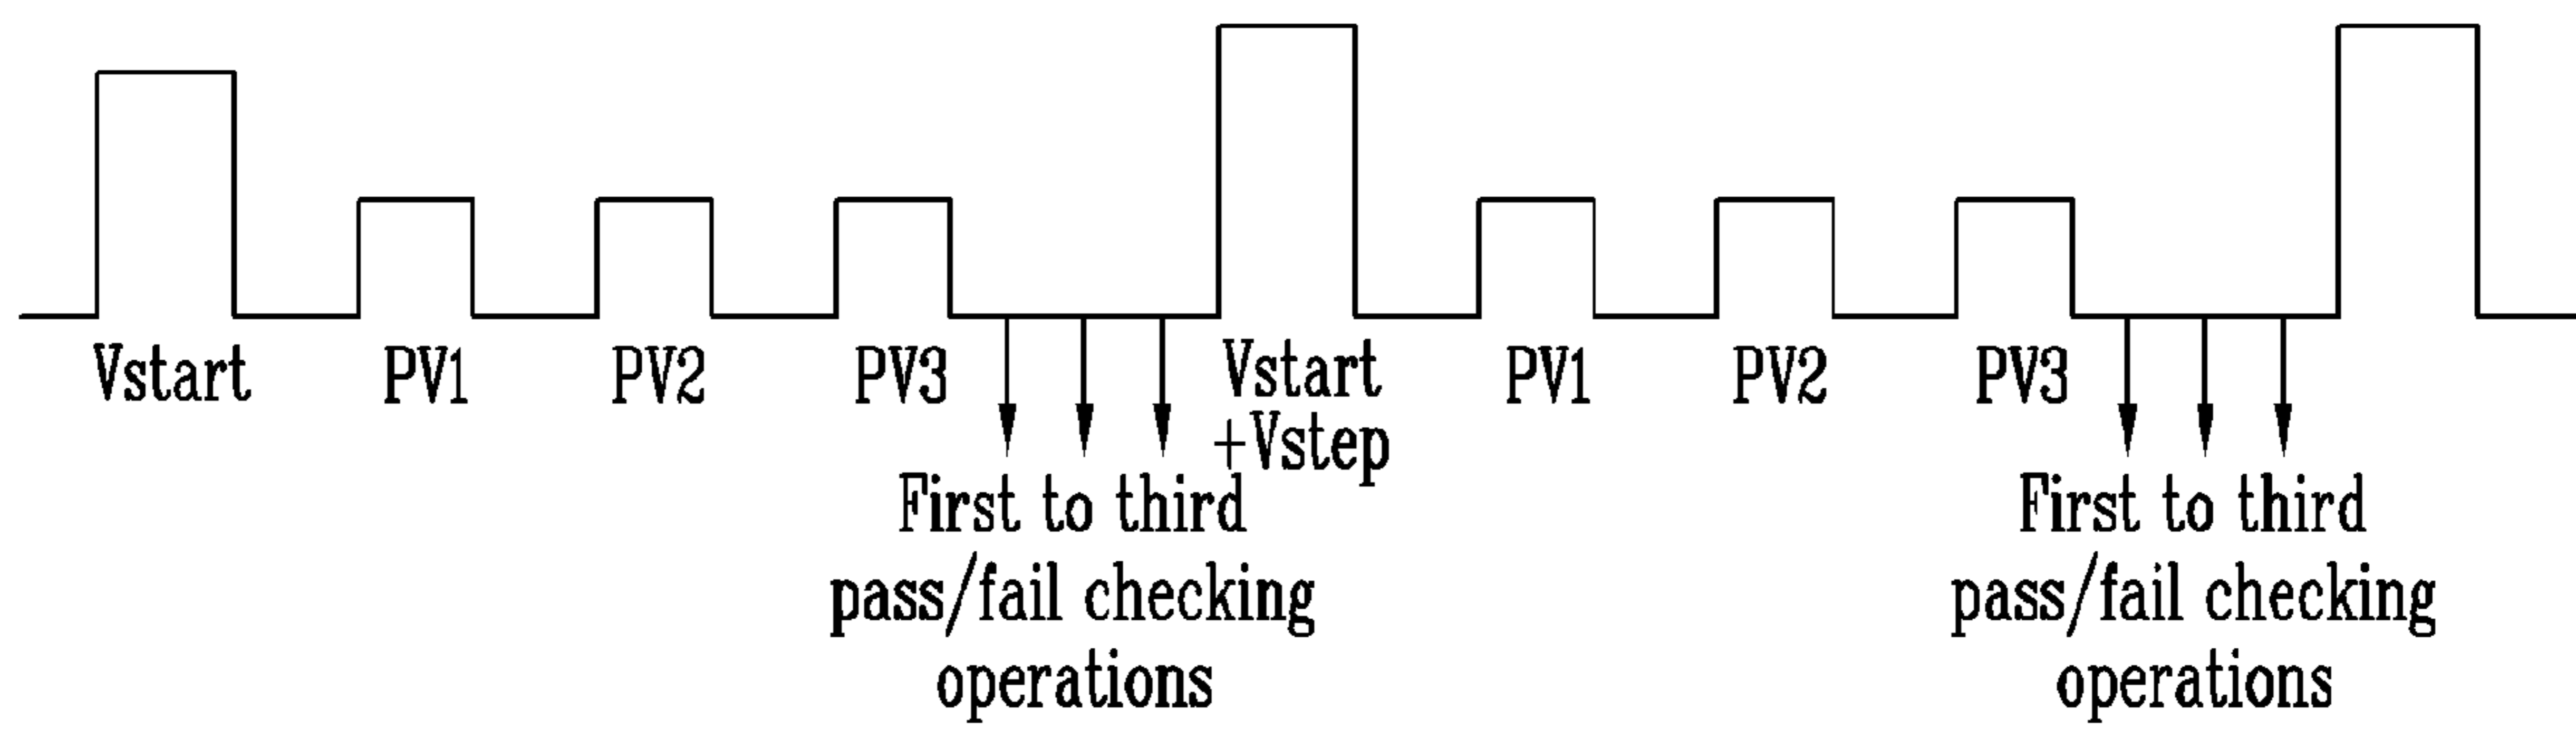 Vstart
PV1
PV2
PV3
Vstart
+Vstep
PV1
PV2
PV3
First to third
pass/fail checking
operations
First to third
pass/fail checking
operations